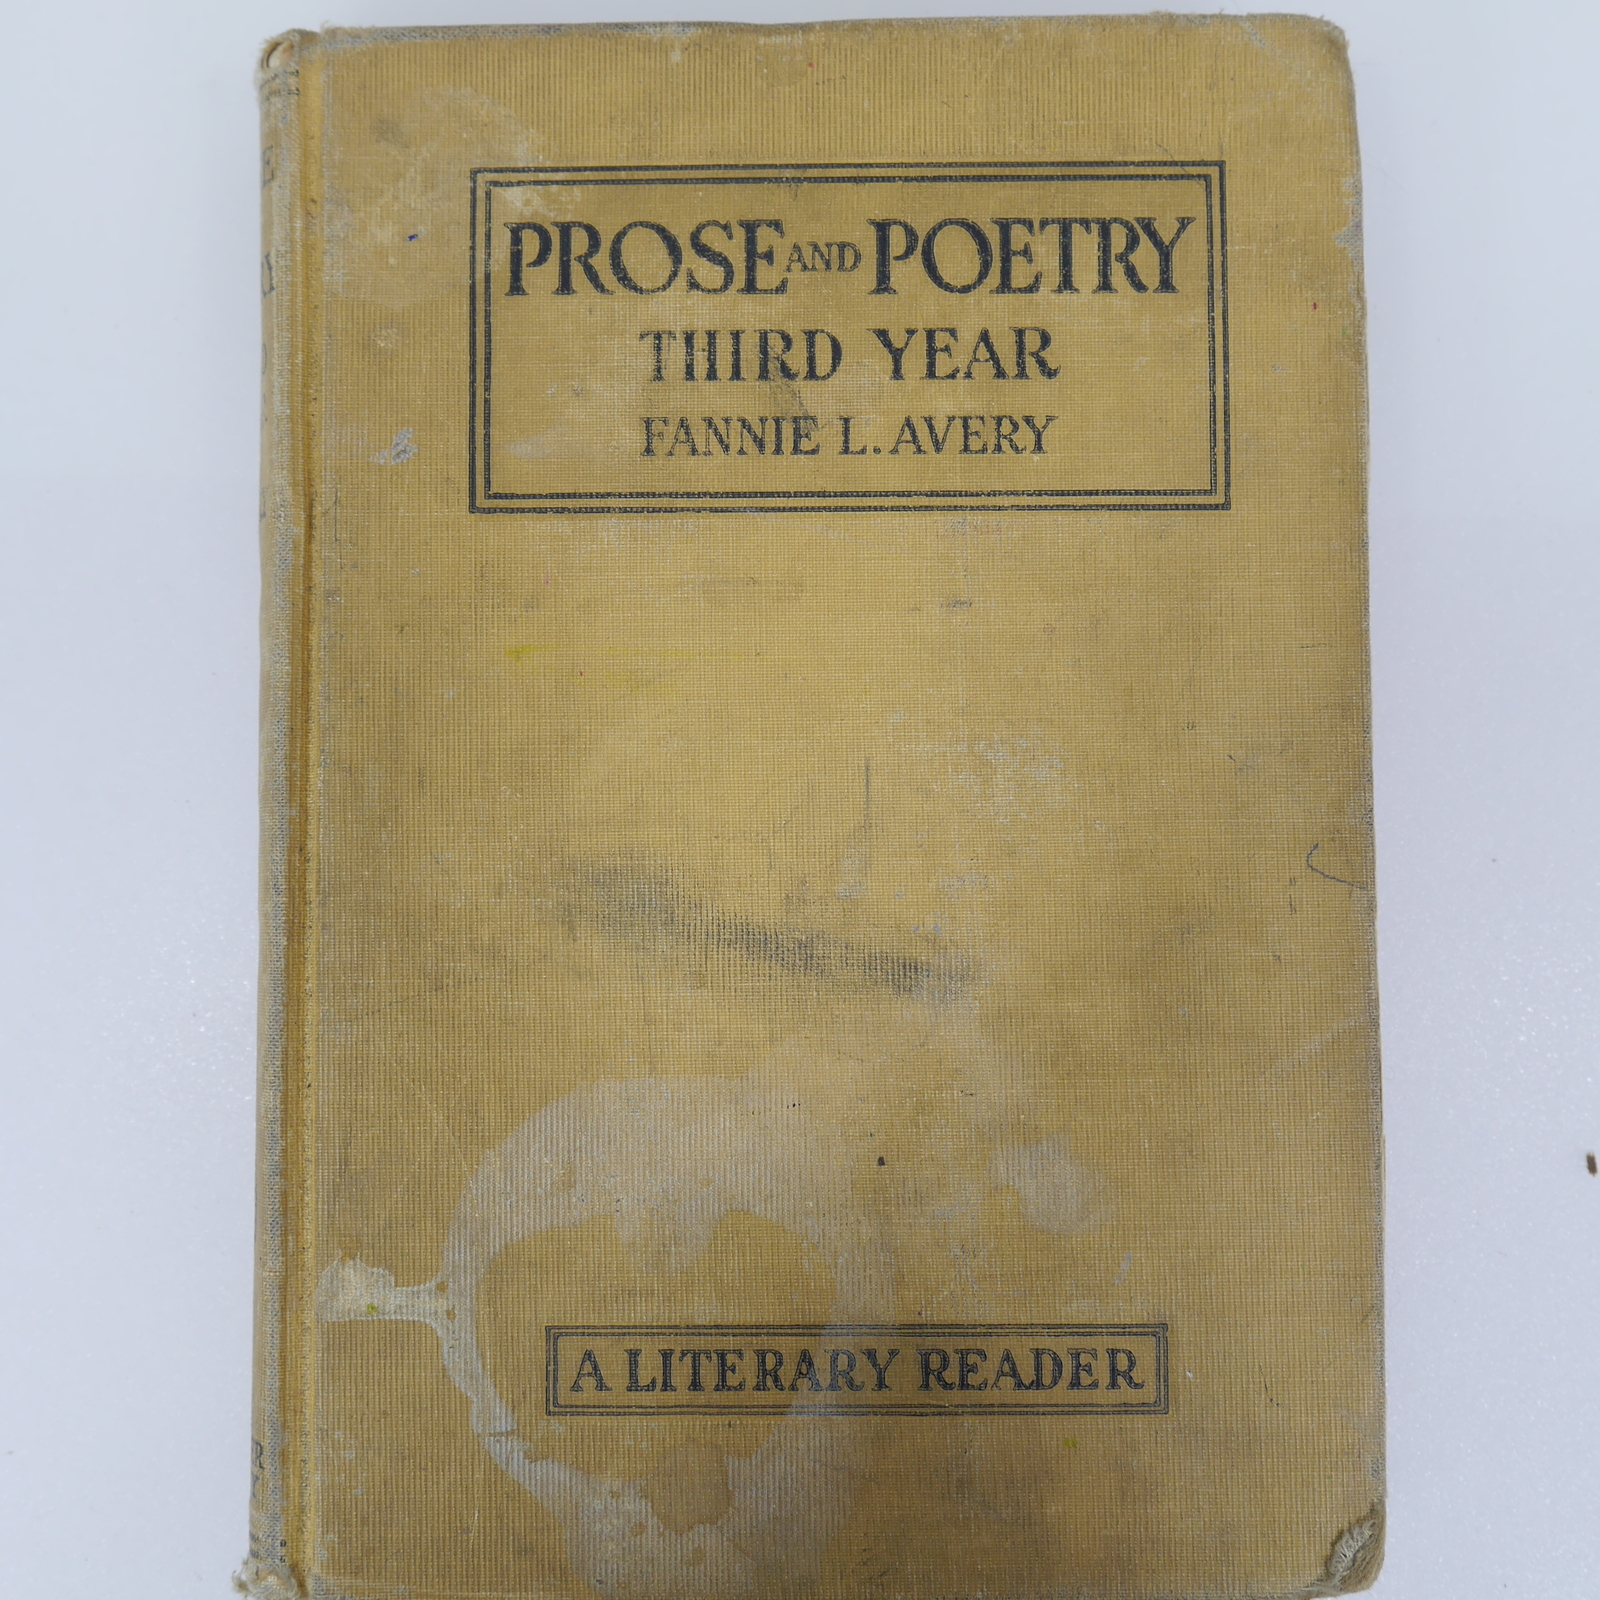 PROSE AND POETRY
THIRD YEAR
FANNIE L. AVERY
A LITERARY READER